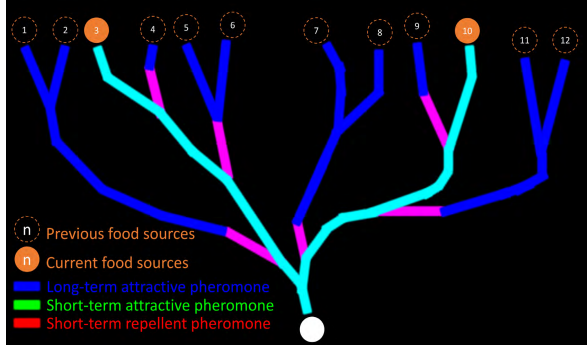 1 2 3 4 5 6 7 8 9 10 11 12
n Previous food sources
n Current food sources
Long-term attractive pheromone
Short-term attractive pheromone
Short-term repellent pheromone